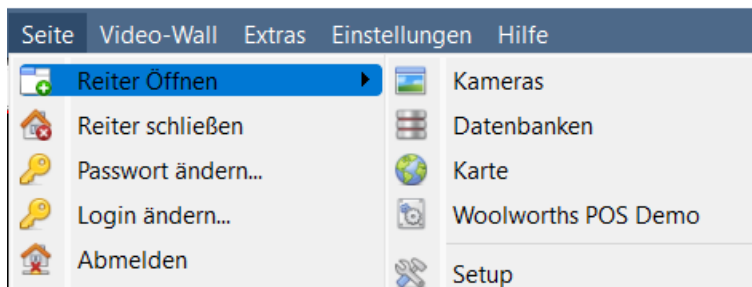 Seite Video-Wall Extras Einstellungen Hilfe
Reiter Öffnen
Reiter schließen
Passwort ändern...
Login ändern...
Abmelden
Kameras
Datenbanken
Karte
Woolworths POS Demo
Setup